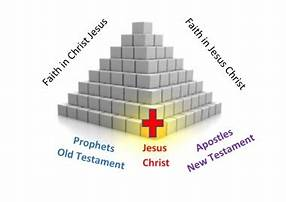 Faith in Christ Jesus
Faith in Jesus Christ
Prophets
Old Testament
Jesus
Christ
Apostles
New Testament